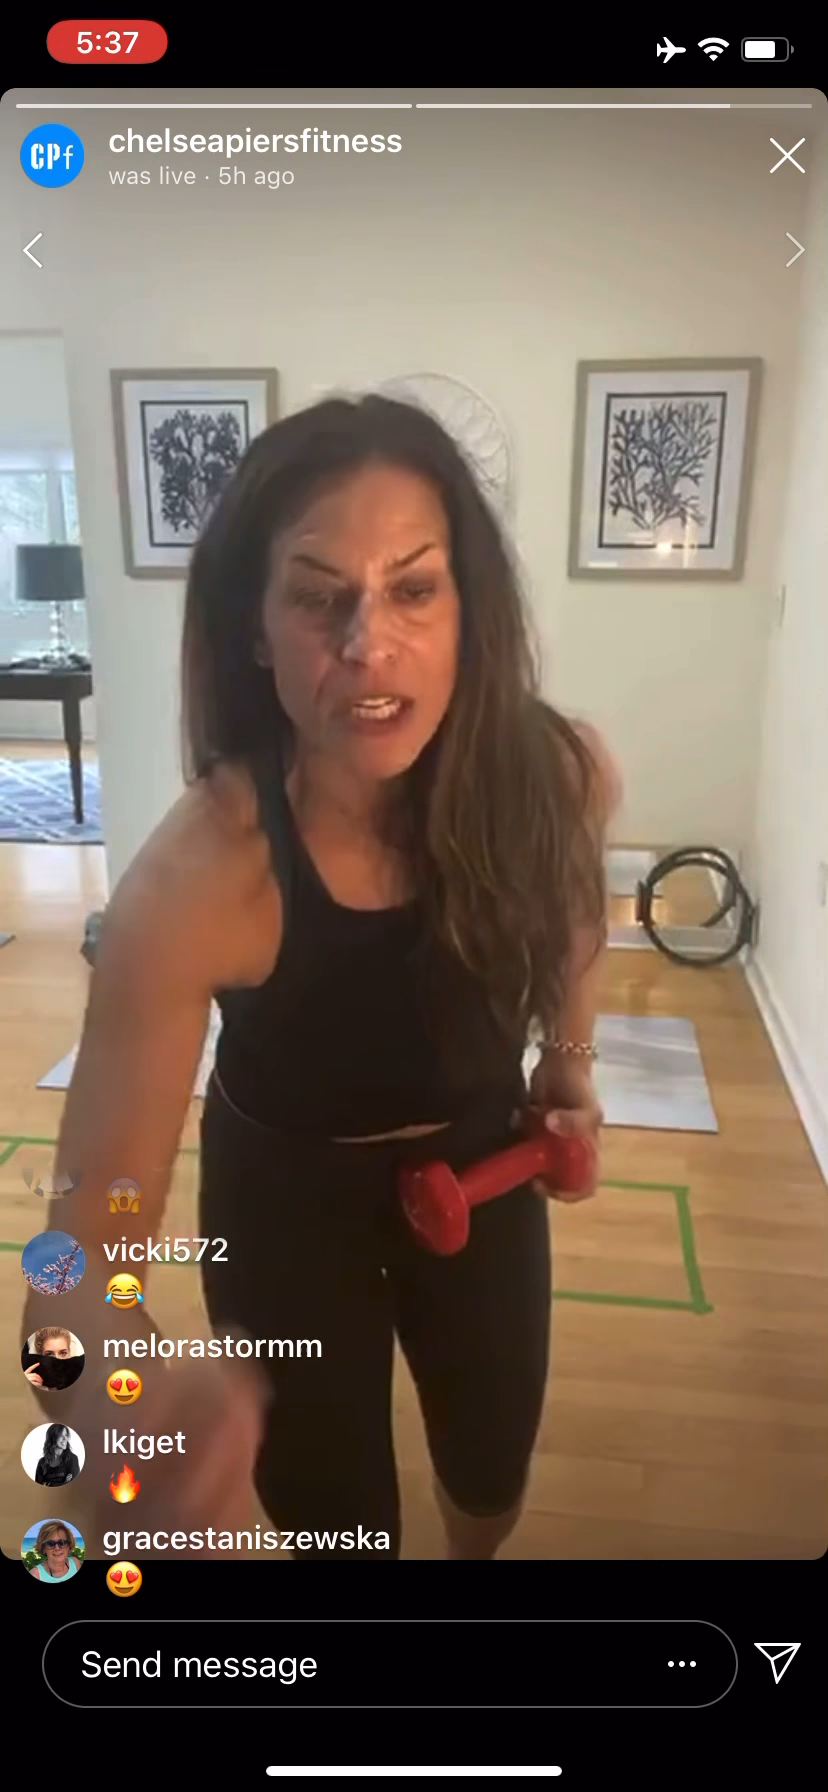 5:37
CPf
chelseapiersfitness
was live · 5h ago
😱
vicki572
😂
melorastormm
😍
lkiget
🔥
gracestaniszewska
😍
Send message